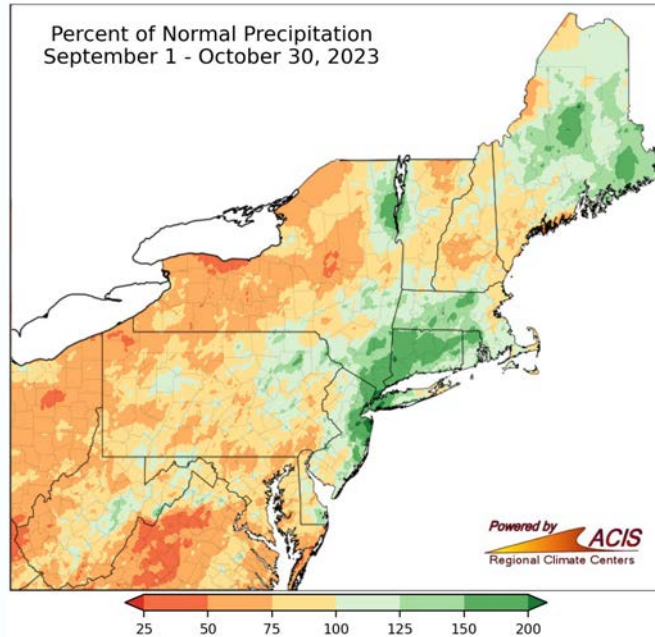 Percent of Normal Precipitation
September 1 - October 30, 2023
Powered by
ACIS
Regional Climate Centers
25 50 75 100 125 150 200